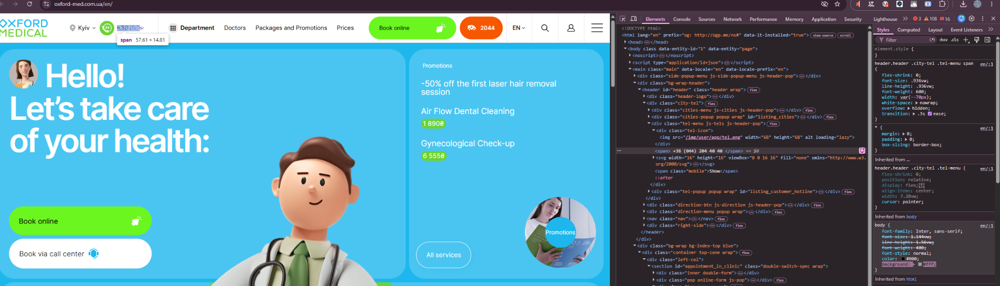 oxford-med.com.ua/en/
OXFORD
MEDICAL
Kyiv
24
span 57.61 × 14.81
Department
Doctors
Packages and Promotions
Prices
Book online
2044
EN
Hello!
Let's take care
of your health:
Book online
Book via call center
Promotions
-50% off the first laser hair removal
session
Air Flow Dental Cleaning
1 890₴
Gynecological Check-up
6 555₴
Promotions
All services
Elements Console Sources Network Performance Memory Application Security Lighthouse 3 108 16
<!DOCTYPE html>
<html lang="en" prefix="og: http://ogp.me/ns#" data-lt-installed="true"> view-source scroll
<head> </head>
<body class data-entity-id="1" data-entity="page">
<noscript> </noscript>
<script type="application/ld+json"> </script>
<main class="main" data-locale="en" data-locale-prefix="en">
<div class="side-popup-menu js-side-popup-menu js-header-pop"> </div>
<div class="bg-wrap-header">
<header id="header" class="header wrap"> flex
<div class="header-logo"> </div>
<div class="city-tel"> flex
<div class="cities-menu js-cities js-header-pop"> </div> flex
<div class="cities-popup popup wrap" id="listing_cities"> </div> flex
<div class="tel-menu js-tels js-header-pop"> flex
<div class="tel-icon">
<img src="/img/user/app/tel.png" width="68" height="68" alt loading="lazy">
</div>
<span> +38 (044) 204 40 40 </span> == $0
<svg width="16" height="16" viewBox="0 0 16 16" fill="none" xmlns="http://www.w3.
org/2000/svg"> </svg>
<span class="mobile">Show</span>
::after
</div>
<div class="tel-popup popup wrap" id="listing_customer_hotline"> </div> flex
</div>
<div class="direction-btn js-direction js-header-pop"> </div> flex
<div class="direction-menu popup wrap"> </div> flex
<nav class="nav"> </nav> flex
<div class="right-side"> </div> flex
</header>
</div>
<div class="bg-wrap bg-index-top blue">
<div class="container top-zone wrap"> flex
<div class="left-col">
<section id="appointment_in_clinic" class="double-switch-spec wrap">
<div class="inner double-form"> </div>
<div class="pop online-form js-pop"> </div> flex
Styles Computed Layout Event Listeners
Filter :hov .cls
element.style {
}
header.header .city-tel .tel-menu span en/:1
{
flex-shrink: 0;
font-size: .936vw;
line-height: .936vw;
font-weight: 600;
width: var(--70px);
white-space: nowrap;
overflow: hidden;
transition: .3s ease;
}
* { en/:1
margin: 0;
padding: 0;
box-sizing: border-box;
}
Inherited from …
header.header .city-tel .tel-menu { en/:1
flex-shrink: 0;
position: relative;
display: flex;
align-items: center;
width: 7.28vw;
cursor: pointer;
}
Inherited from body
body { en/:1
font-family: Inter, sans-serif;
font-size: 1.144vw;
line-height: 1.56vw;
font-weight: 400;
font-style: normal;
color: #000;
background: #fff;
}
Inherited from html